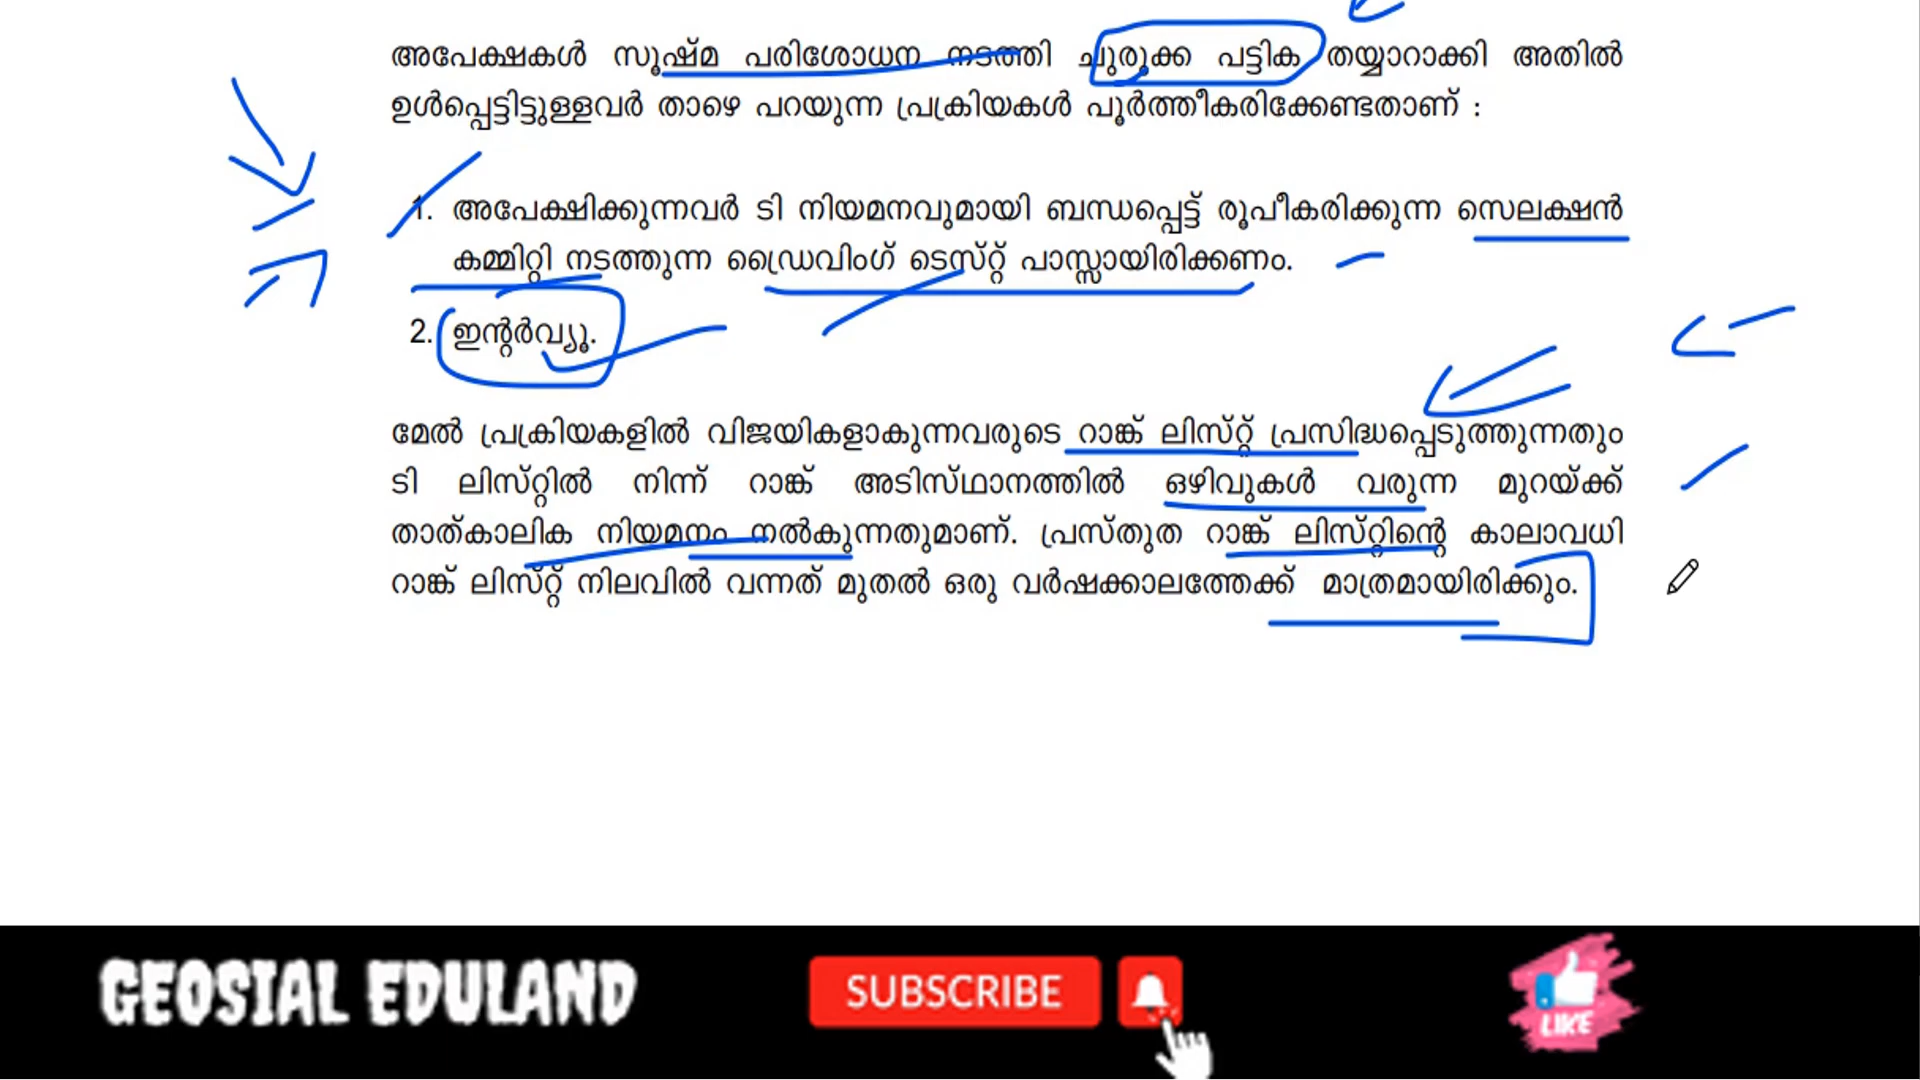 അപേക്ഷകൾ സൂഷ്മ പരിശോധന നടത്തി ചുരുക്ക പട്ടിക തയ്യാറാക്കി അതിൽ
ഉൾപ്പെട്ടിട്ടുള്ളവർ താഴെ പറയുന്ന പ്രക്രിയകൾ പൂർത്തീകരിക്കേണ്ടതാണ് :
1. അപേക്ഷിക്കുന്നവർ ടി നിയമനവുമായി ബന്ധപ്പെട്ട് രൂപീകരിക്കുന്ന സെലക്ഷൻ
കമ്മിറ്റി നടത്തുന്ന ഡ്രൈവിംഗ് ടെസ്റ്റ് പാസ്സായിരിക്കണം.
2. ഇന്റർവ്യൂ.
മേൽ പ്രക്രിയകളിൽ വിജയികളാകുന്നവരുടെ റാങ്ക് ലിസ്റ്റ് പ്രസിദ്ധപ്പെടുത്തുന്നതും
ടി ലിസ്റ്റിൽ നിന്ന് റാങ്ക് അടിസ്ഥാനത്തിൽ ഒഴിവുകൾ വരുന്ന മുറയ്ക്ക്
താത്കാലിക നിയമനം നൽകുന്നതുമാണ്. പ്രസ്തുത റാങ്ക് ലിസ്റ്റിന്റെ കാലാവധി
റാങ്ക് ലിസ്റ്റ് നിലവിൽ വന്നത് മുതൽ ഒരു വർഷക്കാലത്തേക്ക് മാത്രമായിരിക്കും.
GEOSIAL EDULAND
SUBSCRIBE
LIKE